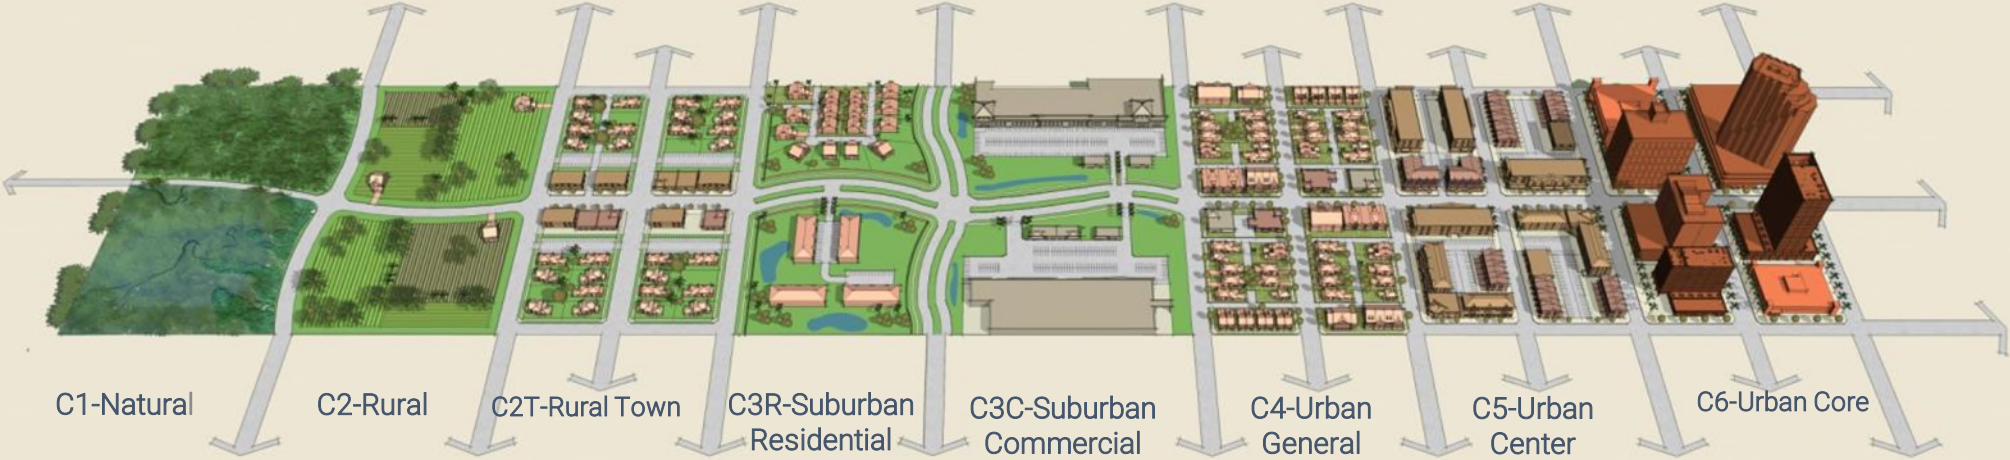 C1-Natural
C2-Rural
C2T-Rural Town
C3R-Suburban
Residential
C3C-Suburban
Commercial
C4-Urban
General
C5-Urban
Center
C6-Urban Core